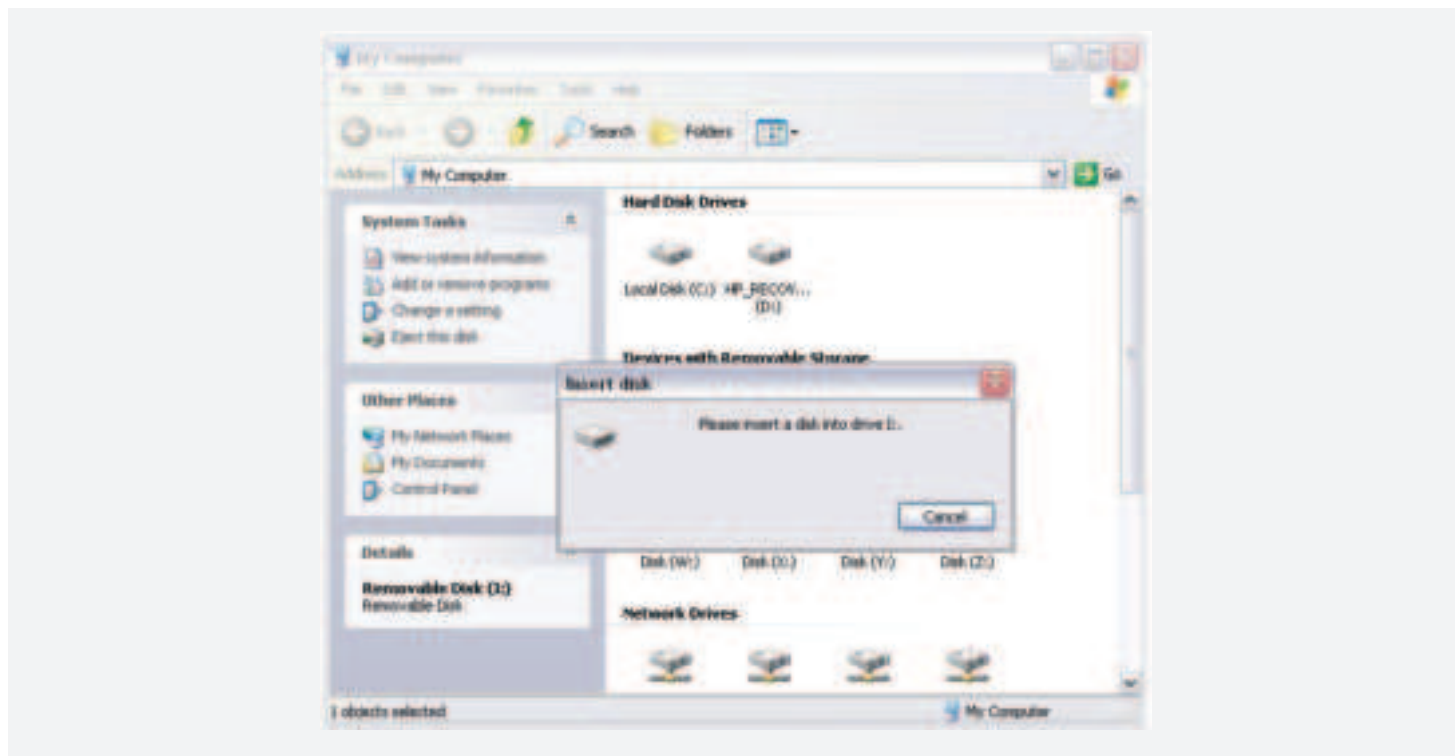 My Computer
File Edit View Favorites Tools Help
Back Search Folders
Address My Computer Go
System Tasks
View system information
Add or remove programs
Change a setting
Eject this disk
Other Places
My Network Places
My Documents
Control Panel
Details
Removable Disk (I:)
Removable Disk
Hard Disk Drives
Local Disk (C:) HP_RECOV...
(D:)
Devices with Removable Storage
Insert disk
Please insert a disk into drive I:.
Cancel
Disk (W:) Disk (X:) Disk (Y:) Disk (Z:)
Network Drives
1 objects selected My Computer